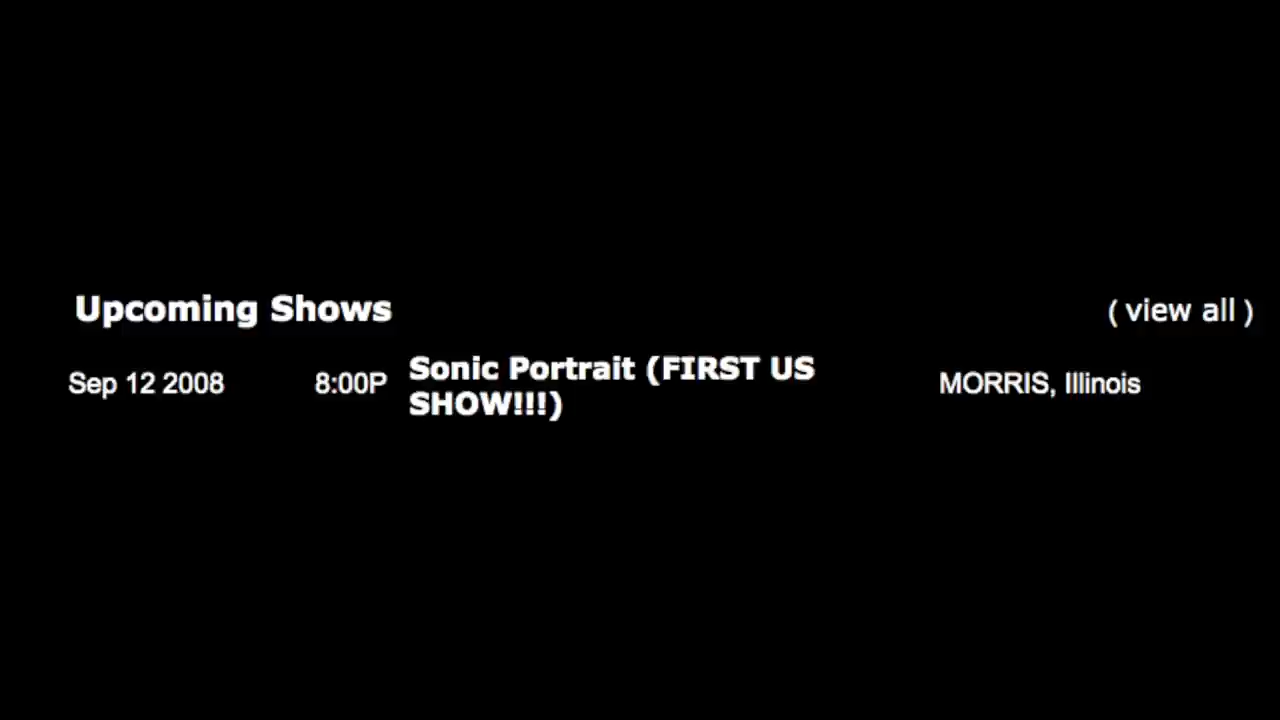 Upcoming Shows ( view all )
Sep 12 2008 8:00P Sonic Portrait (FIRST US SHOW!!!) MORRIS, Illinois